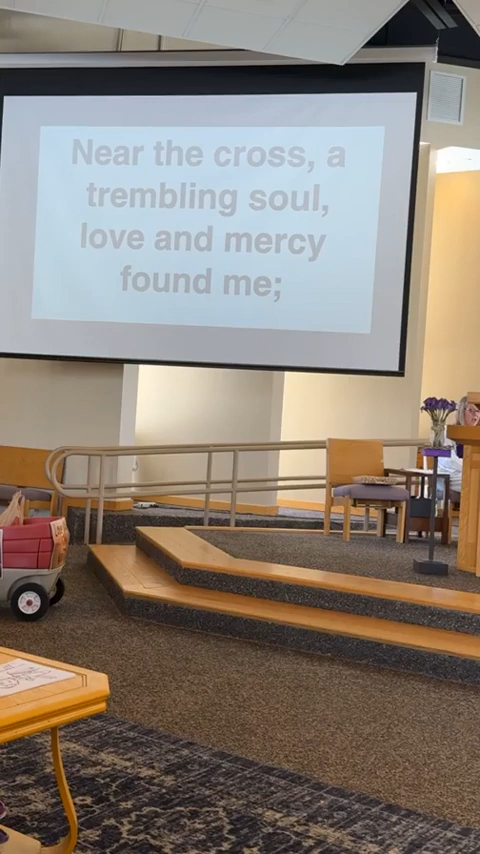 Near the cross, a
trembling soul,
love and mercy
found me;